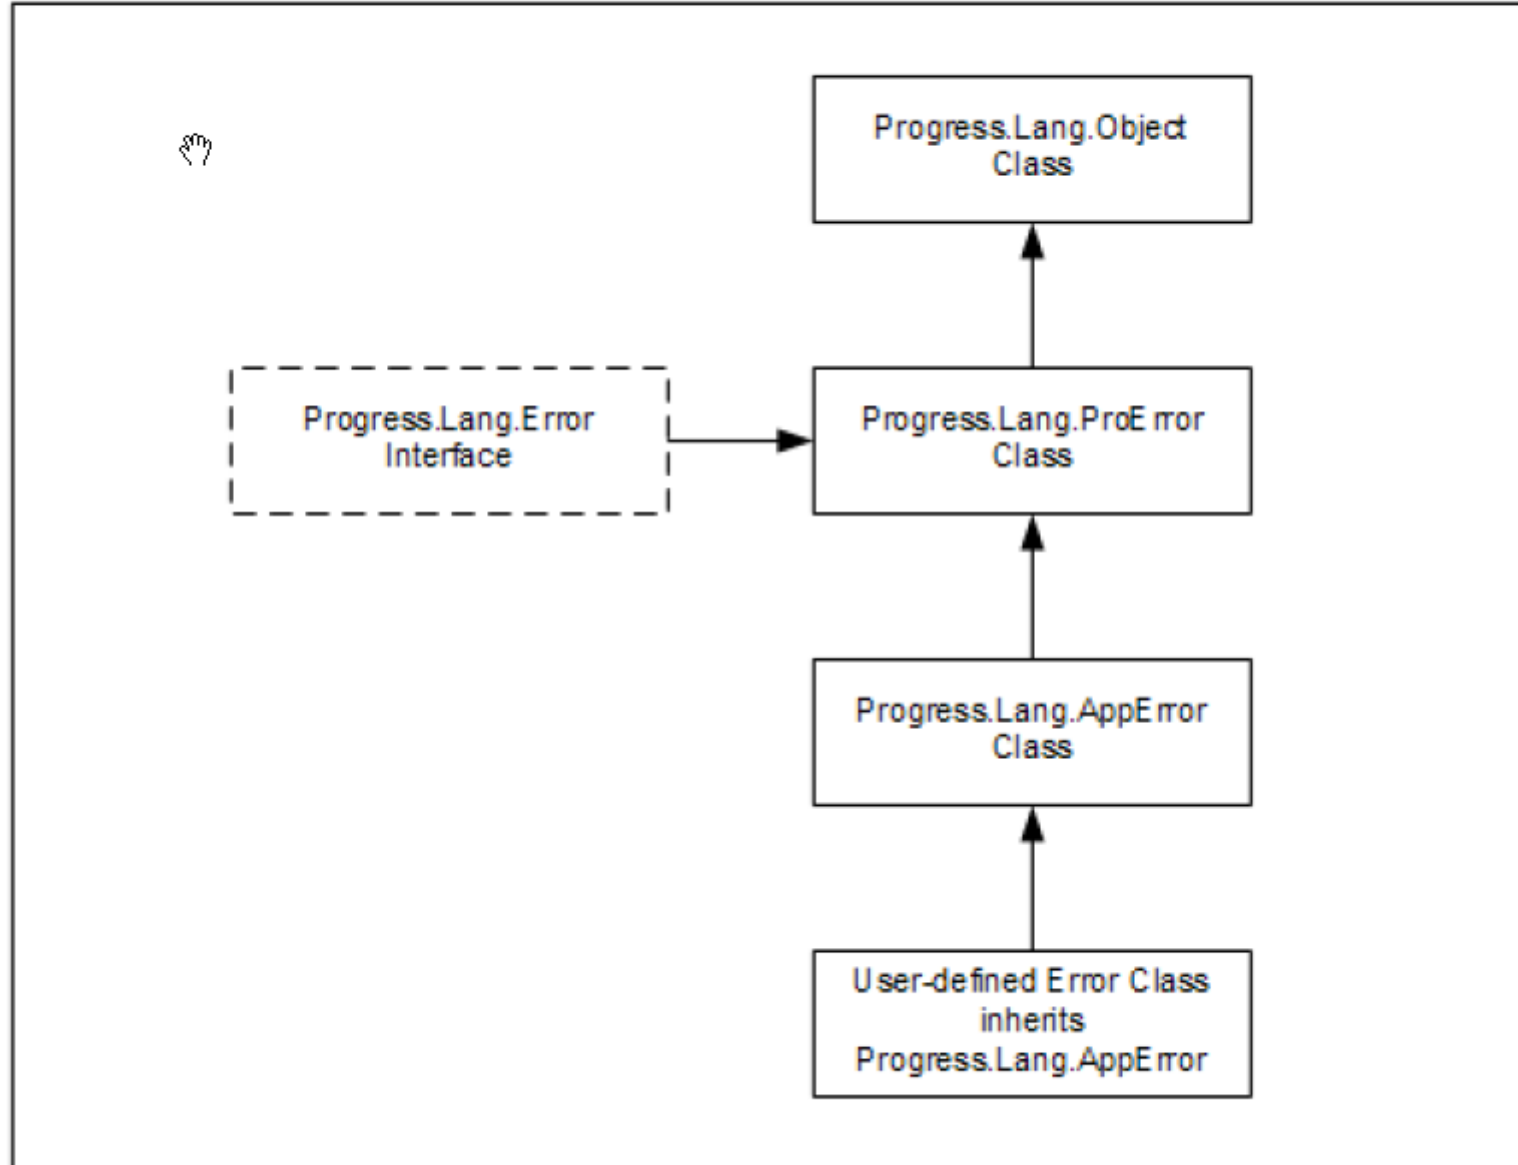 Progress.Lang.Object
Class
Progress.Lang.Error
Interface
Progress.Lang.ProError
Class
Progress.Lang.AppError
Class
User-defined Error Class
inherits
Progress.Lang.AppError